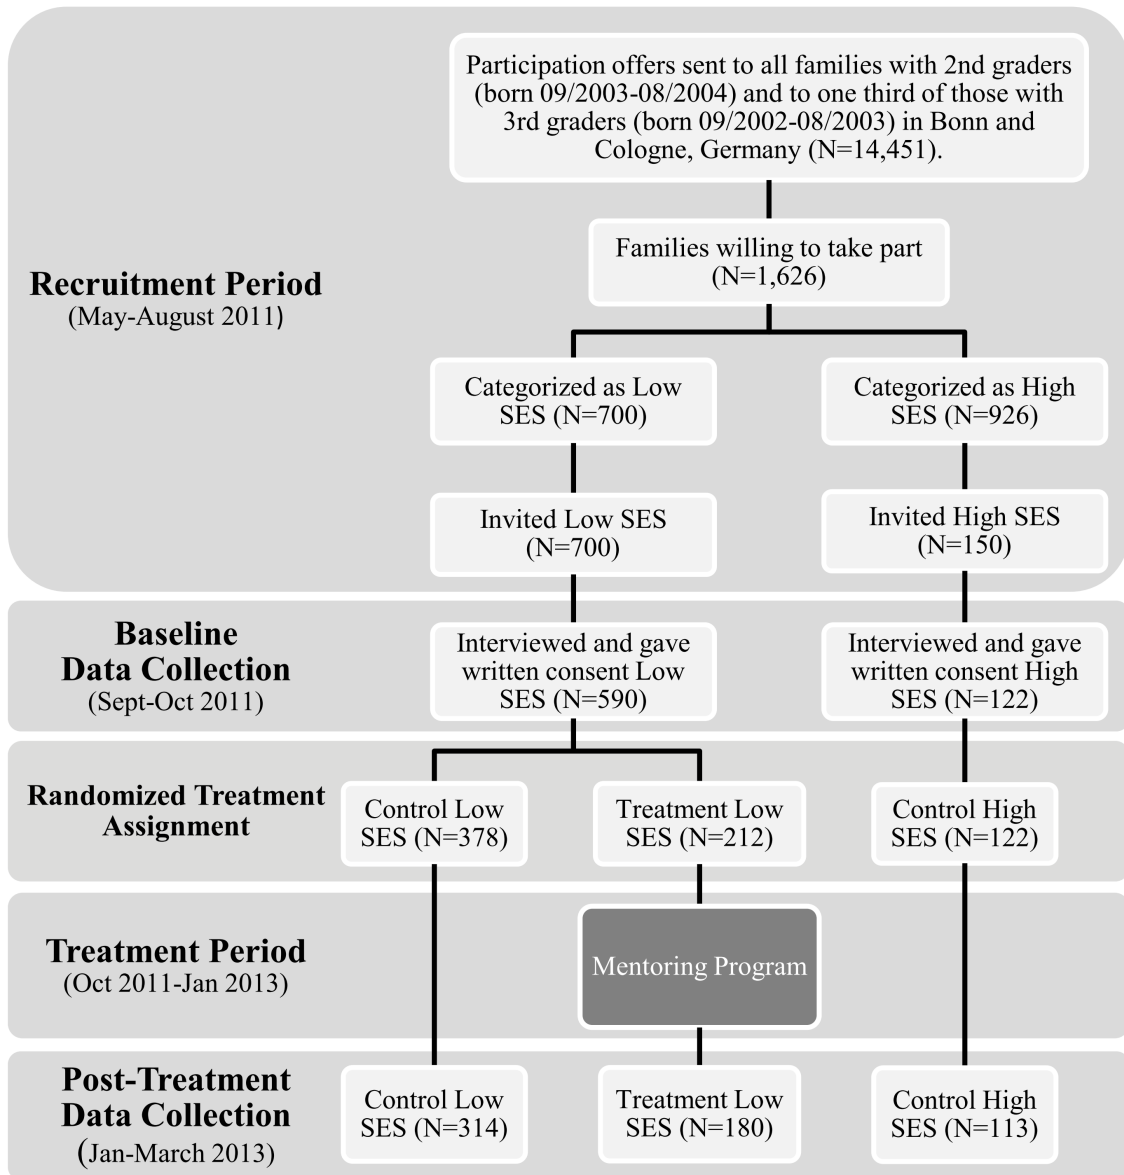 Participation offers sent to all families with 2nd graders
(born 09/2003-08/2004) and to one third of those with
3rd graders (born 09/2002-08/2003) in Bonn and
Cologne, Germany (N=14,451).
Families willing to take part
(N=1,626)
Recruitment Period
(May-August 2011)
Categorized as Low
SES (N=700)
Categorized as High
SES (N=926)
Invited Low SES
(N=700)
Invited High SES
(N=150)
Baseline
Data Collection
(Sept-Oct 2011)
Interviewed and gave
written consent Low
SES (N=590)
Interviewed and gave
written consent High
SES (N=122)
Randomized Treatment
Assignment
Control Low
SES (N=378)
Treatment Low
SES (N=212)
Control High
SES (N=122)
Treatment Period
(Oct 2011-Jan 2013)
Mentoring Program
Post-Treatment
Data Collection
(Jan-March 2013)
Control Low
SES (N=314)
Treatment Low
SES (N=180)
Control High
SES (N=113)